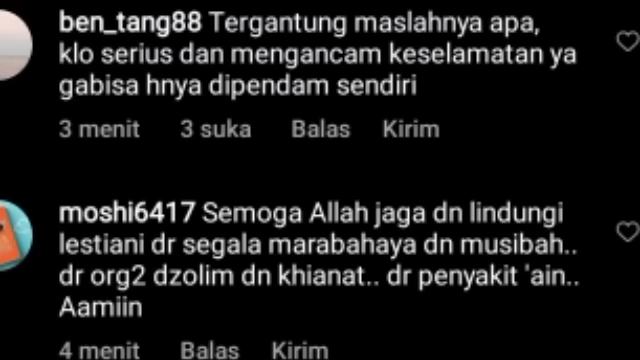 ben_tang88 Tergantung maslahnya apa,
klo serius dan mengancam keselamatan ya
gabisa hnya dipendam sendiri
3 menit 3 suka Balas Kirim
moshi6417 Semoga Allah jaga dn lindungi
lestiani dr segala marabahaya dn musibah..
dr org2 dzolim dn khianat.. dr penyakit 'ain..
Aamiin
4 menit Balas Kirim